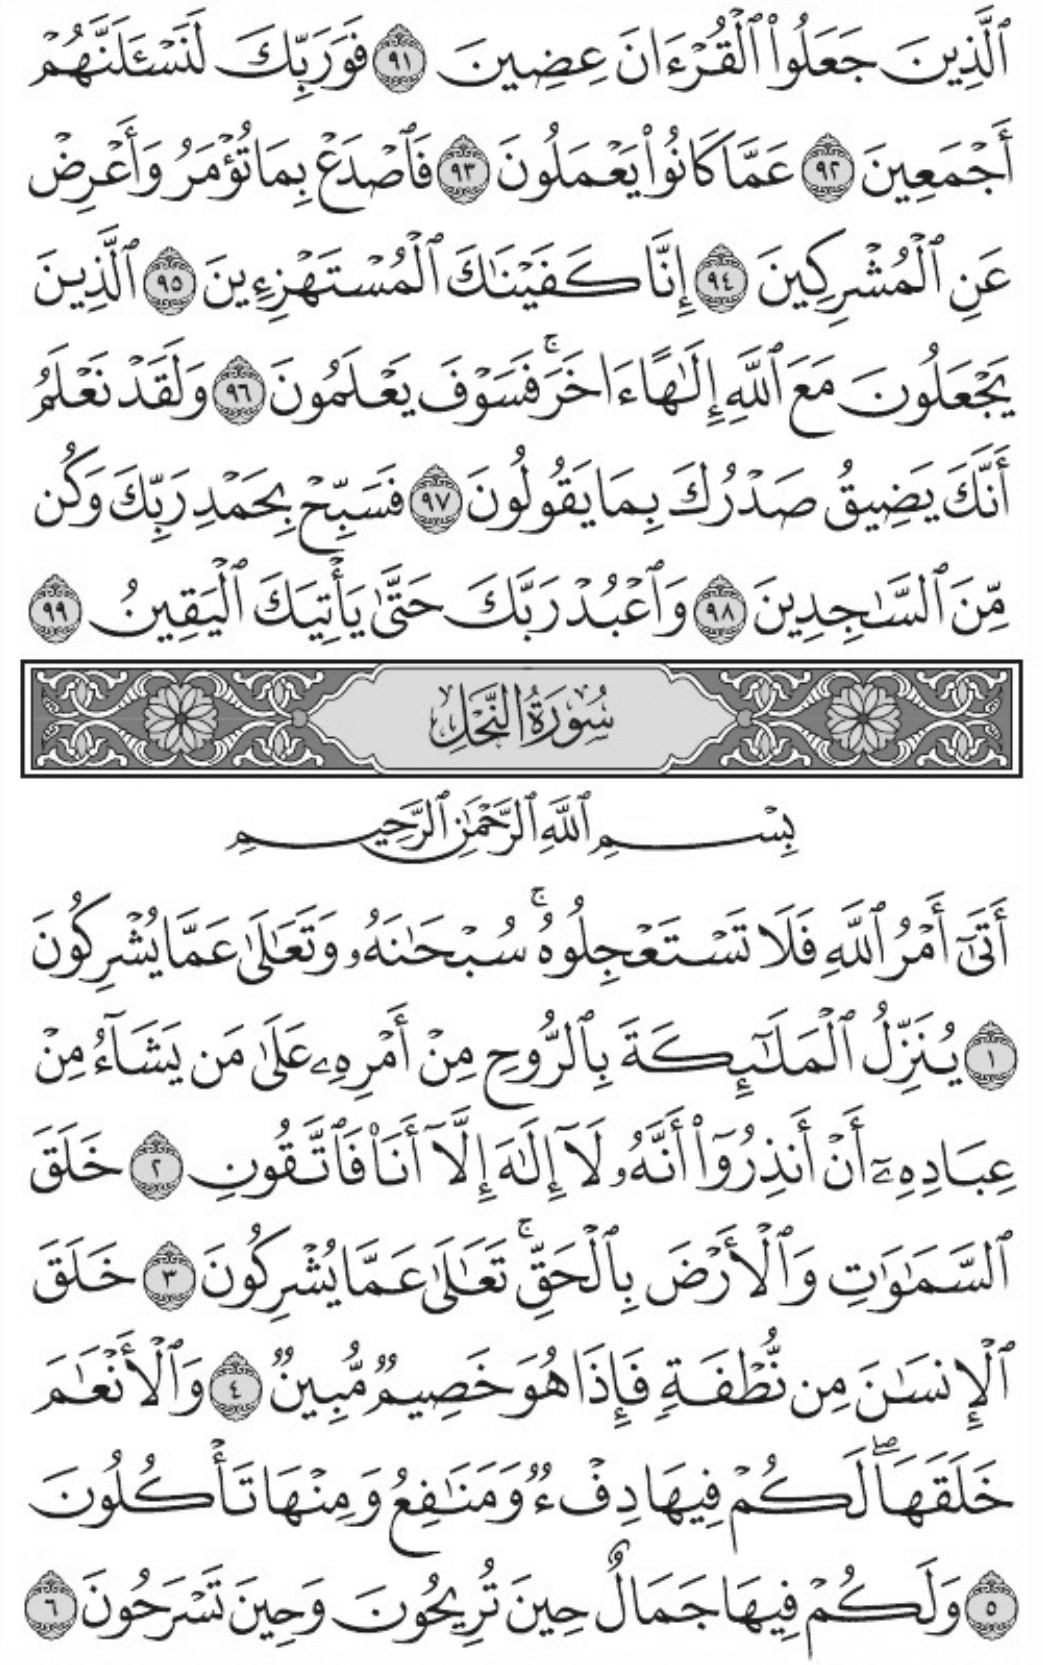 ٱلَّذِينَ جَعَلُوا۟ ٱلْقُرْءَانَ عِضِينَ ٩١ فَوَرَبِّكَ لَنَسْـَٔلَنَّهُمْ
أَجْمَعِينَ ٩٢ عَمَّا كَانُوا۟ يَعْمَلُونَ ٩٣ فَٱصْدَعْ بِمَا تُؤْمَرُ وَأَعْرِضْ
عَنِ ٱلْمُشْرِكِينَ ٩٤ إِنَّا كَفَيْنَٰكَ ٱلْمُسْتَهْزِءِينَ ٩٥ ٱلَّذِينَ
يَجْعَلُونَ مَعَ ٱللَّهِ إِلَٰهًا ءَاخَرَ ۚ فَسَوْفَ يَعْلَمُونَ ٩٦ وَلَقَدْ نَعْلَمُ
أَنَّكَ يَضِيقُ صَدْرُكَ بِمَا يَقُولُونَ ٩٧ فَسَبِّحْ بِحَمْدِ رَبِّكَ وَكُن
مِّنَ ٱلسَّٰجِدِينَ ٩٨ وَٱعْبُدْ رَبَّكَ حَتَّىٰ يَأْتِيَكَ ٱلْيَقِينُ ٩٩
سُورَةُ النَّحْلِ
بِسْمِ ٱللَّهِ ٱلرَّحْمَٰنِ ٱلرَّحِيمِ
أَتَىٰٓ أَمْرُ ٱللَّهِ فَلَا تَسْتَعْجِلُوهُ ۚ سُبْحَٰنَهُۥ وَتَعَٰلَىٰ عَمَّا يُشْرِكُونَ
١ يُنَزِّلُ ٱلْمَلَٰٓئِكَةَ بِٱلرُّوحِ مِنْ أَمْرِهِۦ عَلَىٰ مَن يَشَآءُ مِنْ
عِبَادِهِۦٓ أَنْ أَنذِرُوٓا۟ أَنَّهُۥ لَآ إِلَٰهَ إِلَّآ أَنَا۠ فَٱتَّقُونِ ٢ خَلَقَ
ٱلسَّمَٰوَٰتِ وَٱلْأَرْضَ بِٱلْحَقِّ ۚ تَعَٰلَىٰ عَمَّا يُشْرِكُونَ ٣ خَلَقَ
ٱلْإِنسَٰنَ مِن نُّطْفَةٍ فَإِذَا هُوَ خَصِيمٌ مُّبِينٌ ٤ وَٱلْأَنْعَٰمَ
خَلَقَهَا ۗ لَكُمْ فِيهَا دِفْءٌ وَمَنَٰفِعُ وَمِنْهَا تَأْكُلُونَ
٥ وَلَكُمْ فِيهَا جَمَالٌ حِينَ تُرِيحُونَ وَحِينَ تَسْرَحُونَ ٦